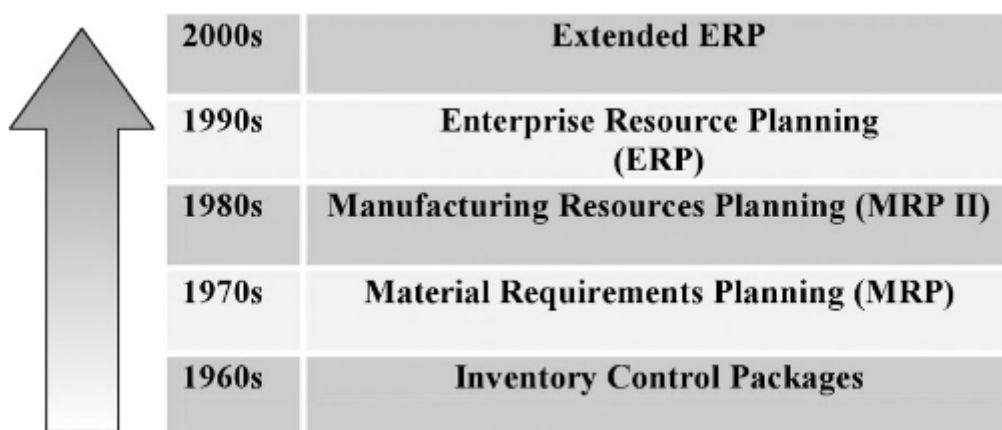 2000s Extended ERP
1990s Enterprise Resource Planning
(ERP)
1980s Manufacturing Resources Planning (MRP II)
1970s Material Requirements Planning (MRP)
1960s Inventory Control Packages